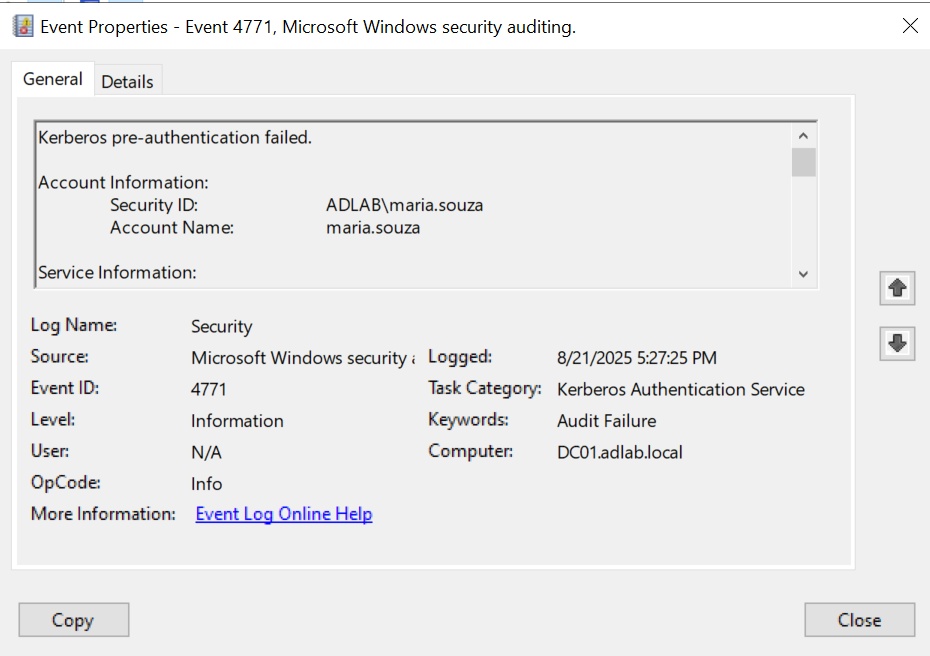 Event Properties - Event 4771, Microsoft Windows security auditing.
General Details
Kerberos pre-authentication failed.
Account Information:
Security ID: ADLAB\maria.souza
Account Name: maria.souza
Service Information:
Log Name: Security
Source: Microsoft Windows security a Logged: 8/21/2025 5:27:25 PM
Event ID: 4771 Task Category: Kerberos Authentication Service
Level: Information Keywords: Audit Failure
User: N/A Computer: DC01.adlab.local
OpCode: Info
More Information: Event Log Online Help
Copy Close